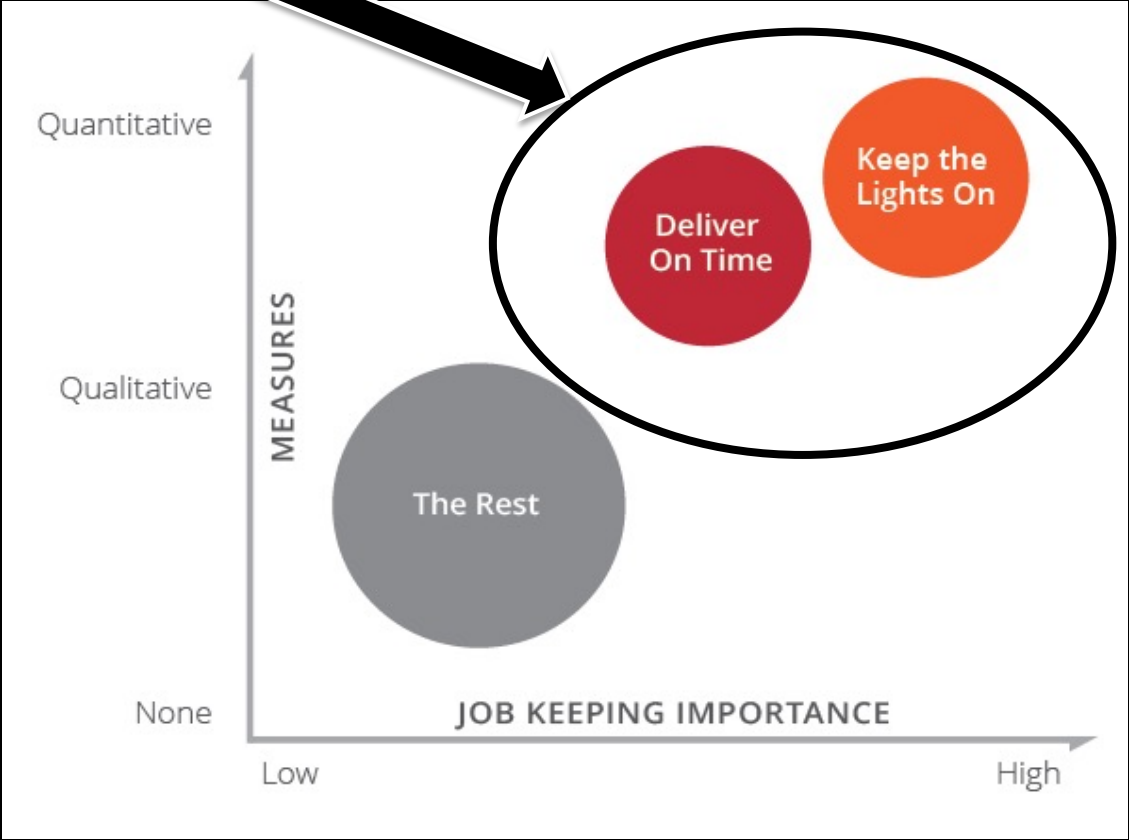 Quantitative
Keep the
Lights On
Deliver
On Time
MEASURES
Qualitative
The Rest
None
JOB KEEPING IMPORTANCE
Low
High